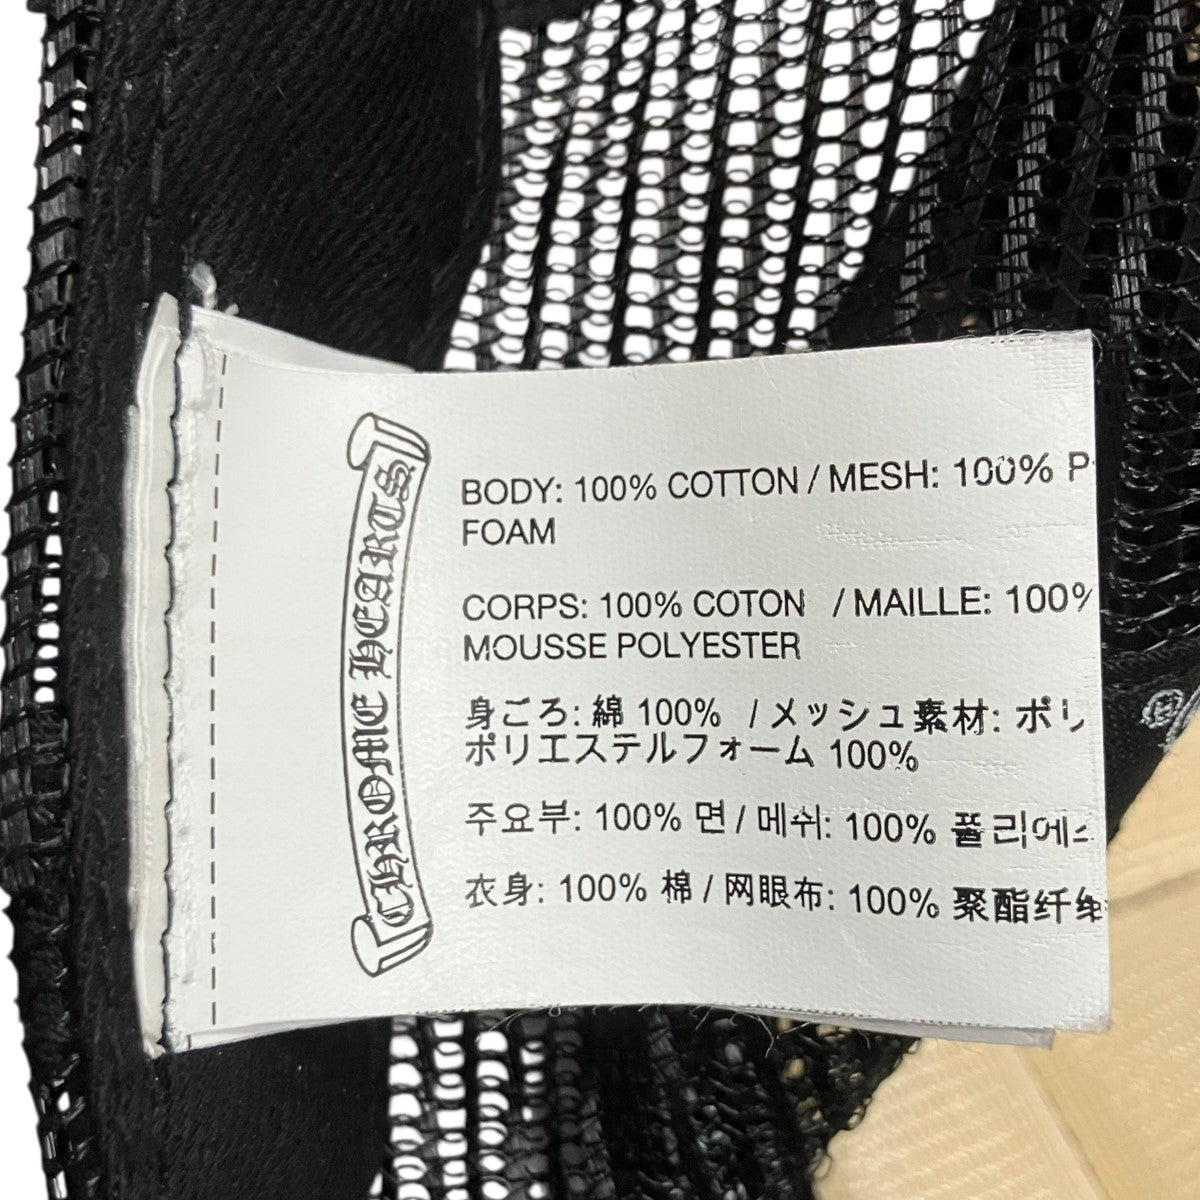 CHROME HEARTS
BODY: 100% COTTON / MESH: 100% P
FOAM
CORPS: 100% COTON / MAILLE: 100%
MOUSSE POLYESTER
身ごろ: 綿 100% / メッシュ素材: ポリ
ポリエステルフォーム 100%
주요부: 100% 면 / 메쉬: 100% 폴리에스
衣身: 100% 棉 / 网眼布: 100% 聚酯纤维